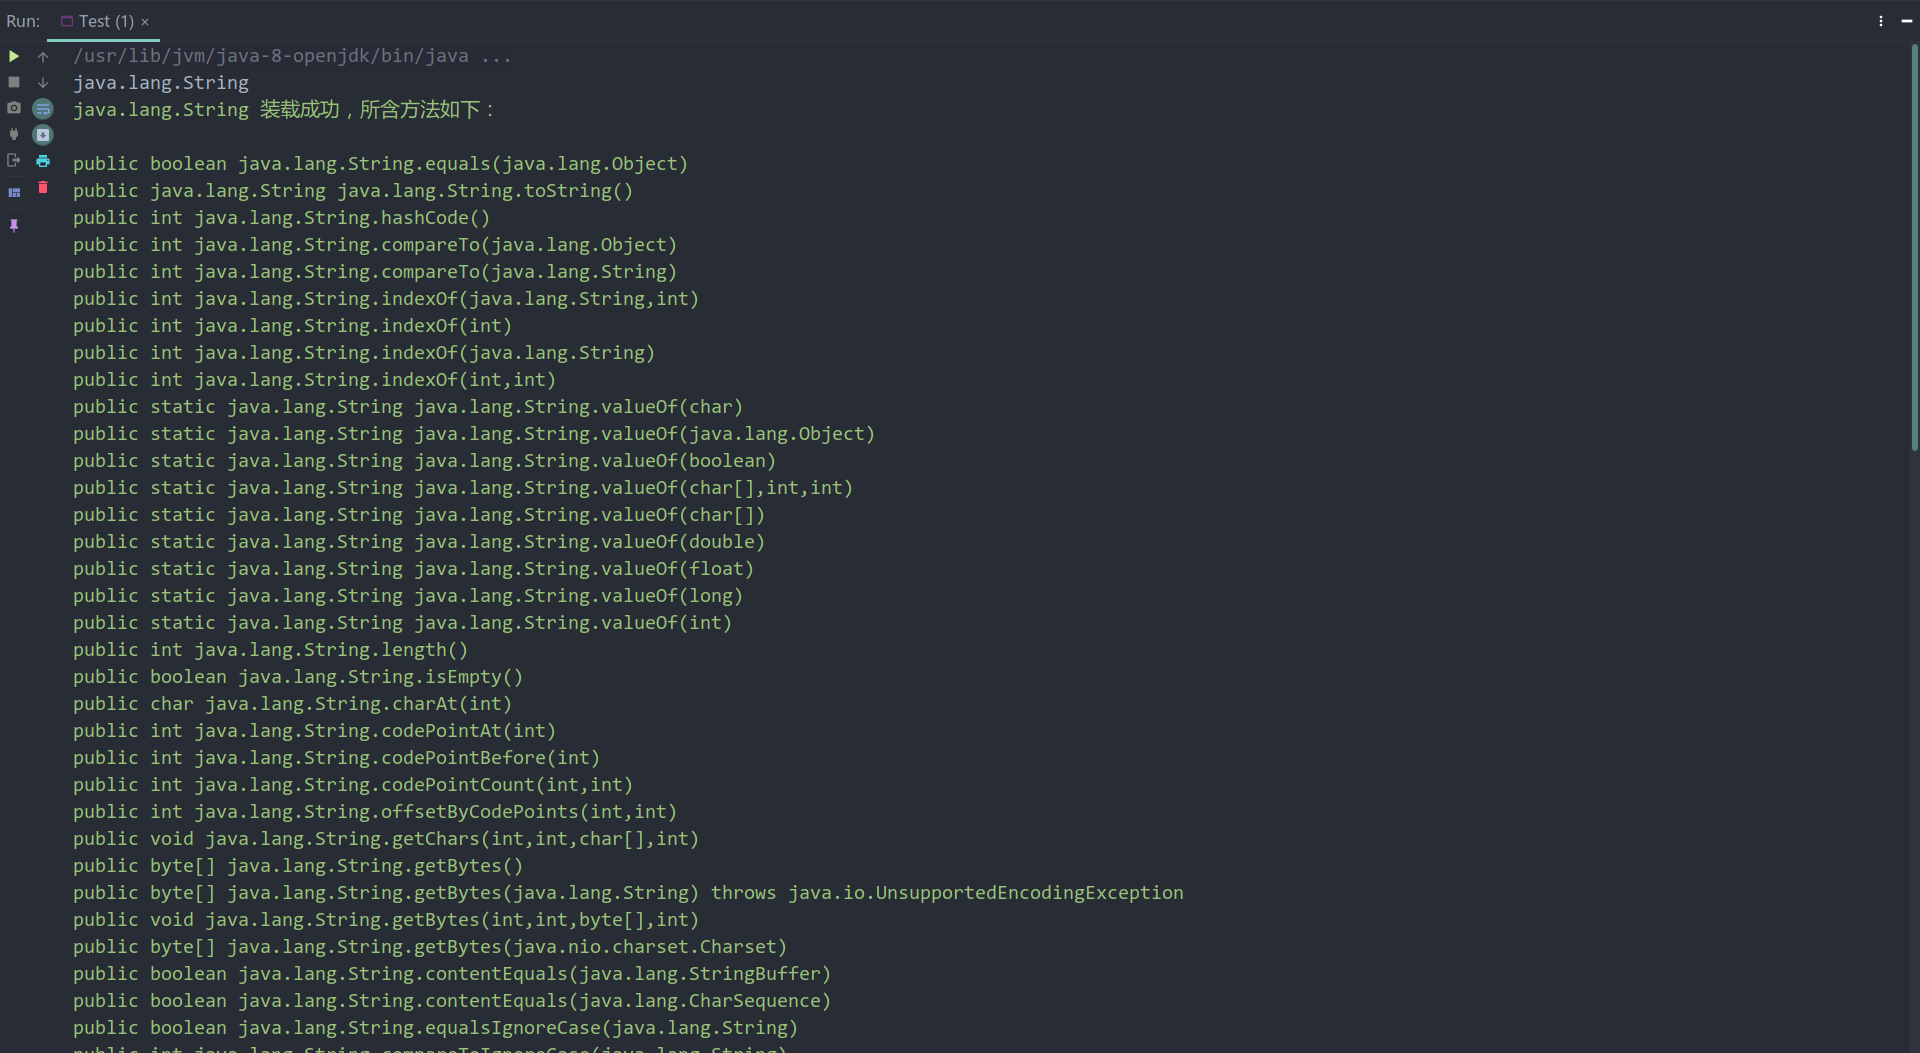 Run: Test (1) ×
/usr/lib/jvm/java-8-openjdk/bin/java ...
java.lang.String
java.lang.String 装载成功，所含方法如下：
public boolean java.lang.String.equals(java.lang.Object)
public java.lang.String java.lang.String.toString()
public int java.lang.String.hashCode()
public int java.lang.String.compareTo(java.lang.Object)
public int java.lang.String.compareTo(java.lang.String)
public int java.lang.String.indexOf(java.lang.String,int)
public int java.lang.String.indexOf(int)
public int java.lang.String.indexOf(java.lang.String)
public int java.lang.String.indexOf(int,int)
public static java.lang.String java.lang.String.valueOf(char)
public static java.lang.String java.lang.String.valueOf(java.lang.Object)
public static java.lang.String java.lang.String.valueOf(boolean)
public static java.lang.String java.lang.String.valueOf(char[],int,int)
public static java.lang.String java.lang.String.valueOf(char[])
public static java.lang.String java.lang.String.valueOf(double)
public static java.lang.String java.lang.String.valueOf(float)
public static java.lang.String java.lang.String.valueOf(long)
public static java.lang.String java.lang.String.valueOf(int)
public int java.lang.String.length()
public boolean java.lang.String.isEmpty()
public char java.lang.String.charAt(int)
public int java.lang.String.codePointAt(int)
public int java.lang.String.codePointBefore(int)
public int java.lang.String.codePointCount(int,int)
public int java.lang.String.offsetByCodePoints(int,int)
public void java.lang.String.getChars(int,int,char[],int)
public byte[] java.lang.String.getBytes()
public byte[] java.lang.String.getBytes(java.lang.String) throws java.io.UnsupportedEncodingException
public void java.lang.String.getBytes(int,int,byte[],int)
public byte[] java.lang.String.getBytes(java.nio.charset.Charset)
public boolean java.lang.String.contentEquals(java.lang.StringBuffer)
public boolean java.lang.String.contentEquals(java.lang.CharSequence)
public boolean java.lang.String.equalsIgnoreCase(java.lang.String)
public int java.lang.String.compareToIgnoreCase(java.lang.String)